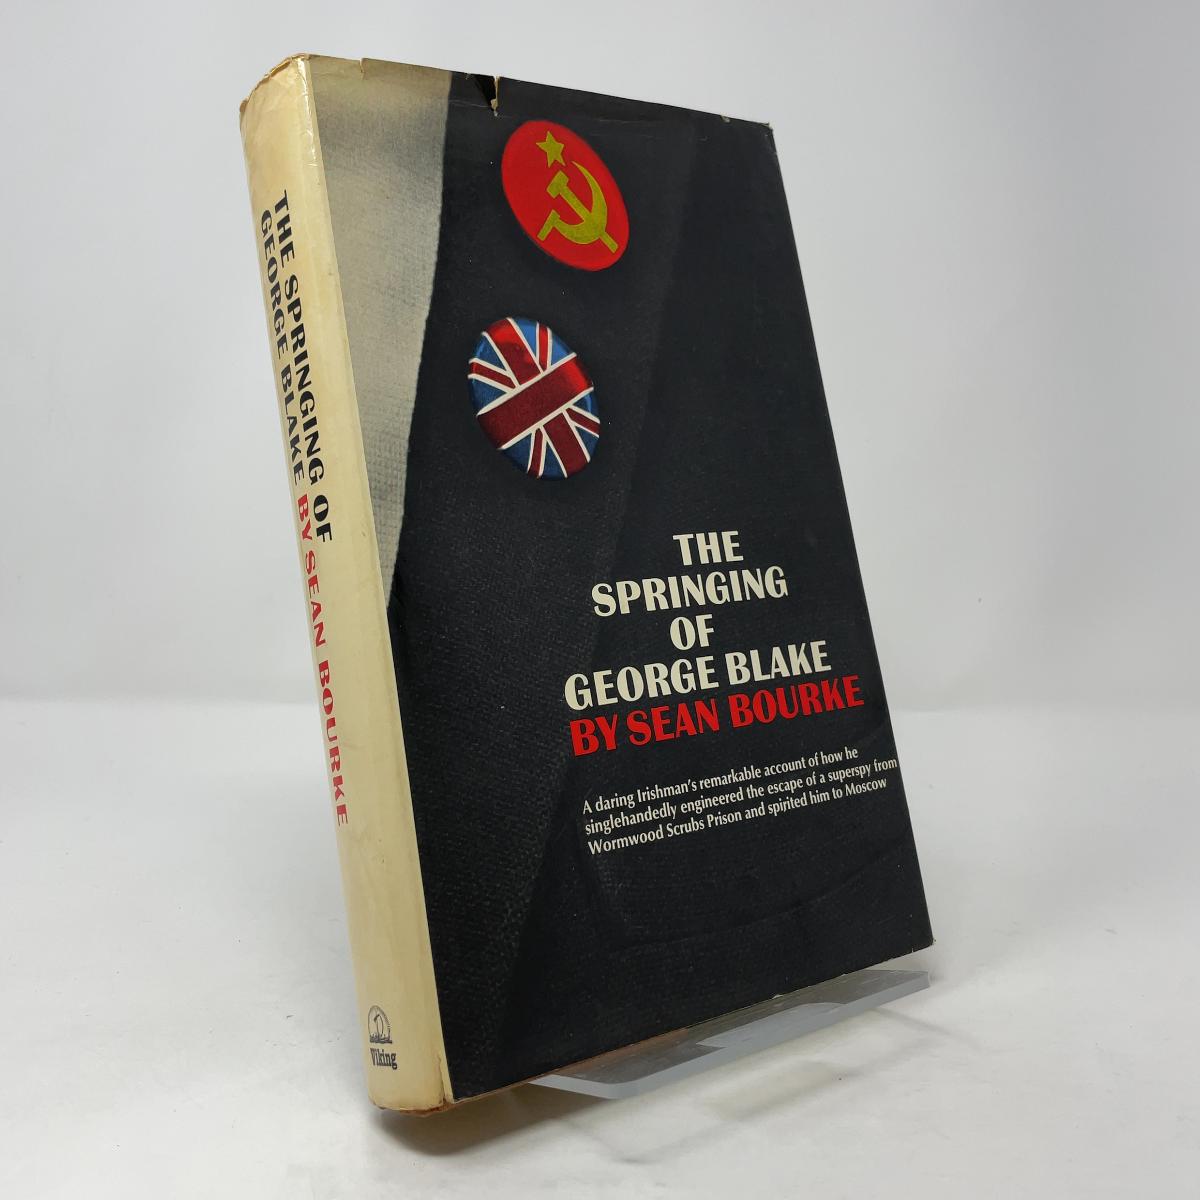 THE SPRINGING OF
GEORGE BLAKE BY SEAN BOURKE
Viking
THE
SPRINGING
OF
GEORGE BLAKE
BY SEAN BOURKE
A daring Irishman's remarkable account of how he
singlehandedly engineered the escape of a superspy from
Wormwood Scrubs Prison and spirited him to Moscow